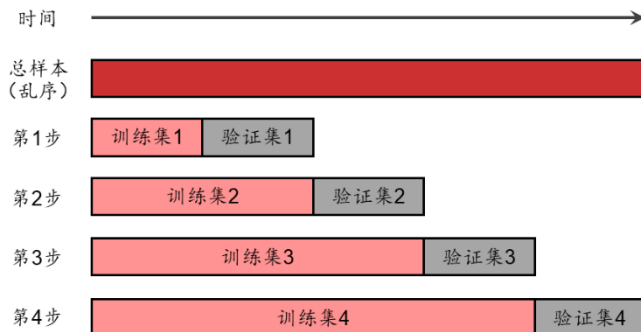 时间
总样本
（乱序）
第1步 训练集1 验证集1
第2步 训练集2 验证集2
第3步 训练集3 验证集3
第4步 训练集4 验证集4